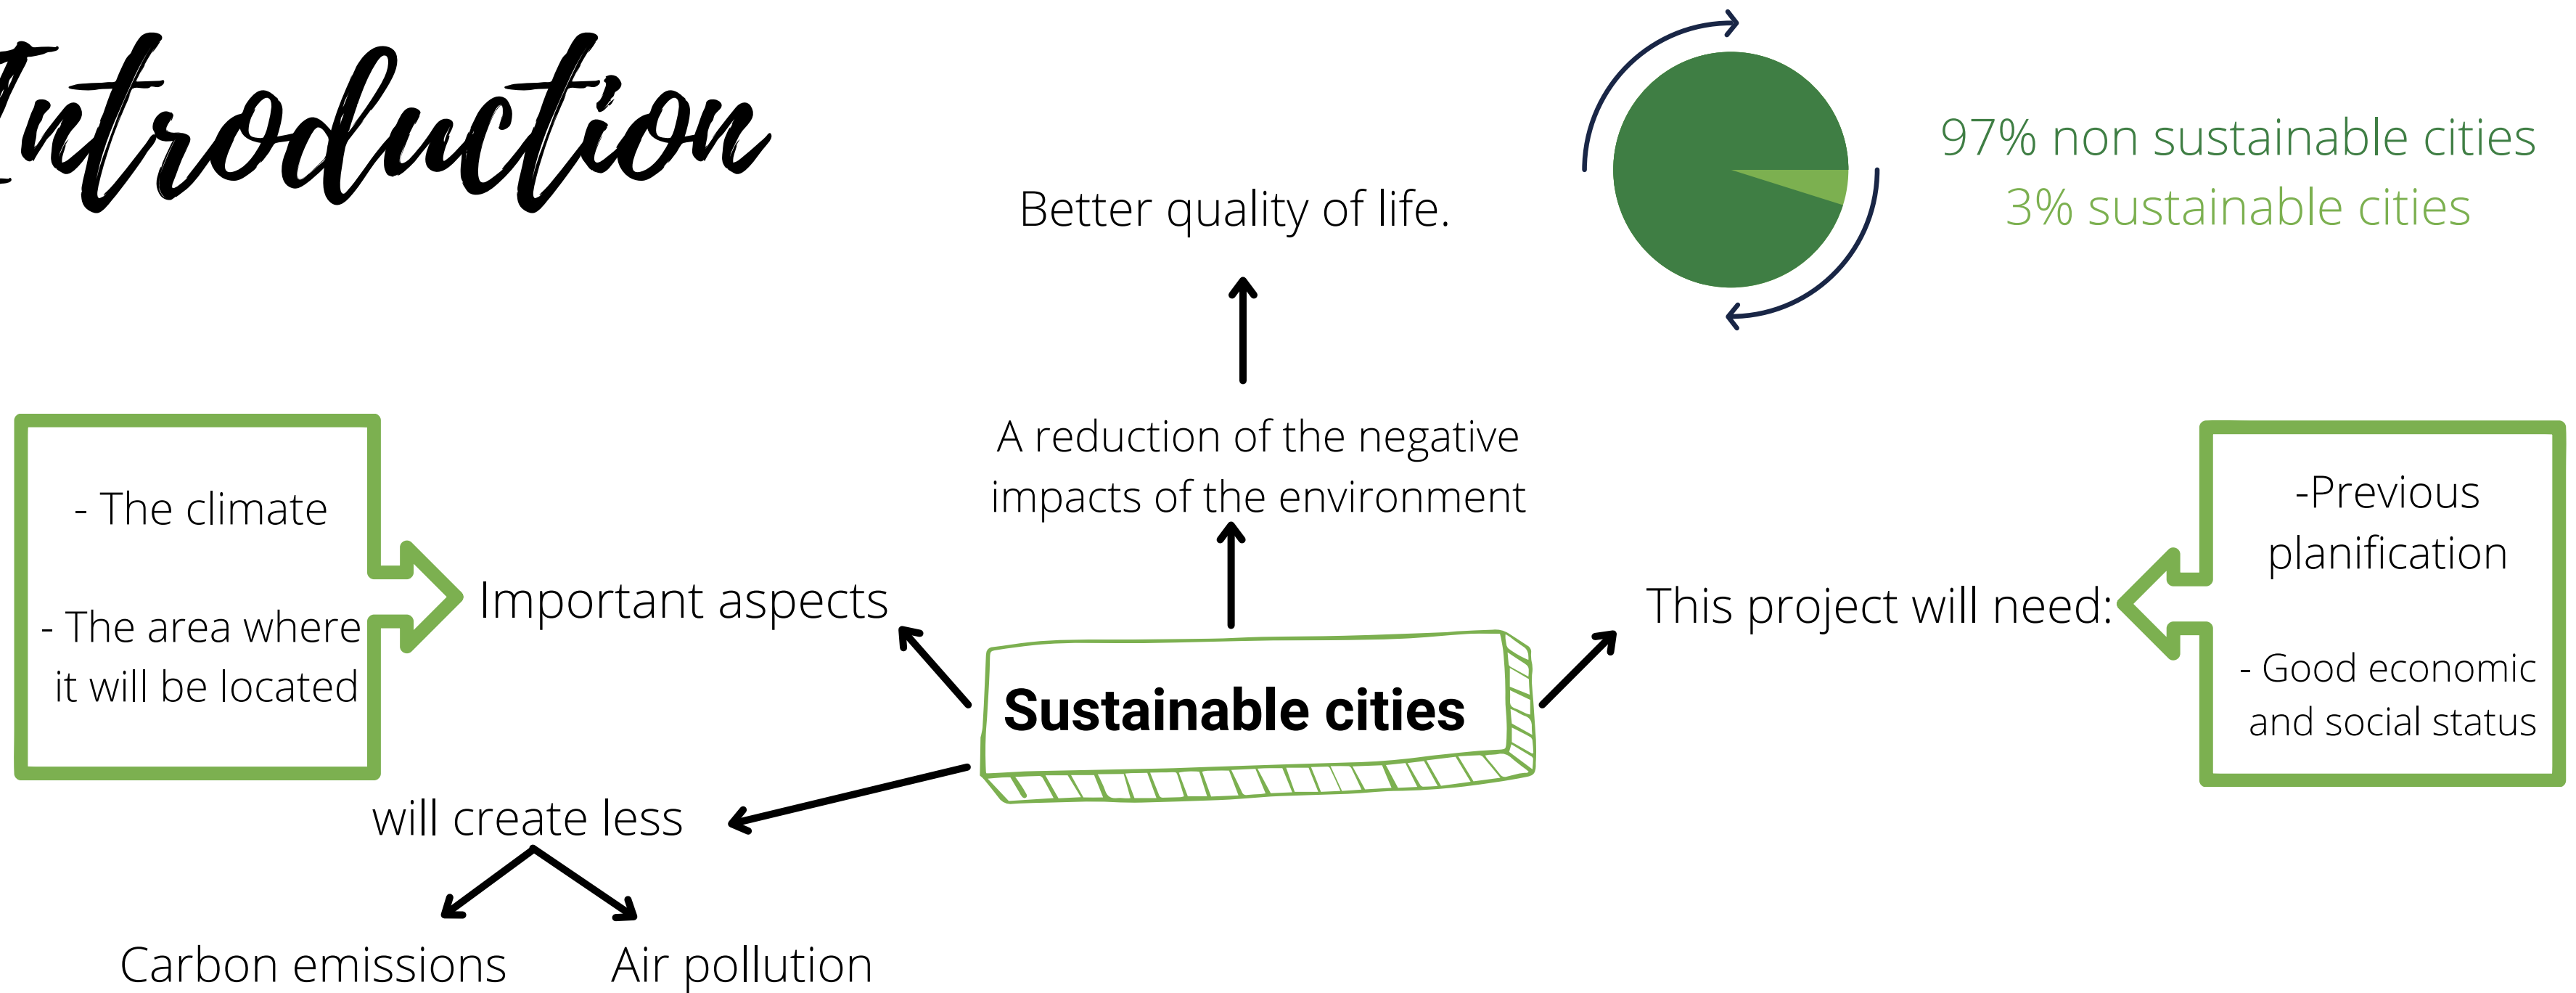 Introduction
97% non sustainable cities
3% sustainable cities
Better quality of life.
A reduction of the negative
impacts of the environment
- The climate
- The area where
it will be located
Important aspects
This project will need:
-Previous
planification
- Good economic
and social status
Sustainable cities
will create less
Carbon emissions
Air pollution